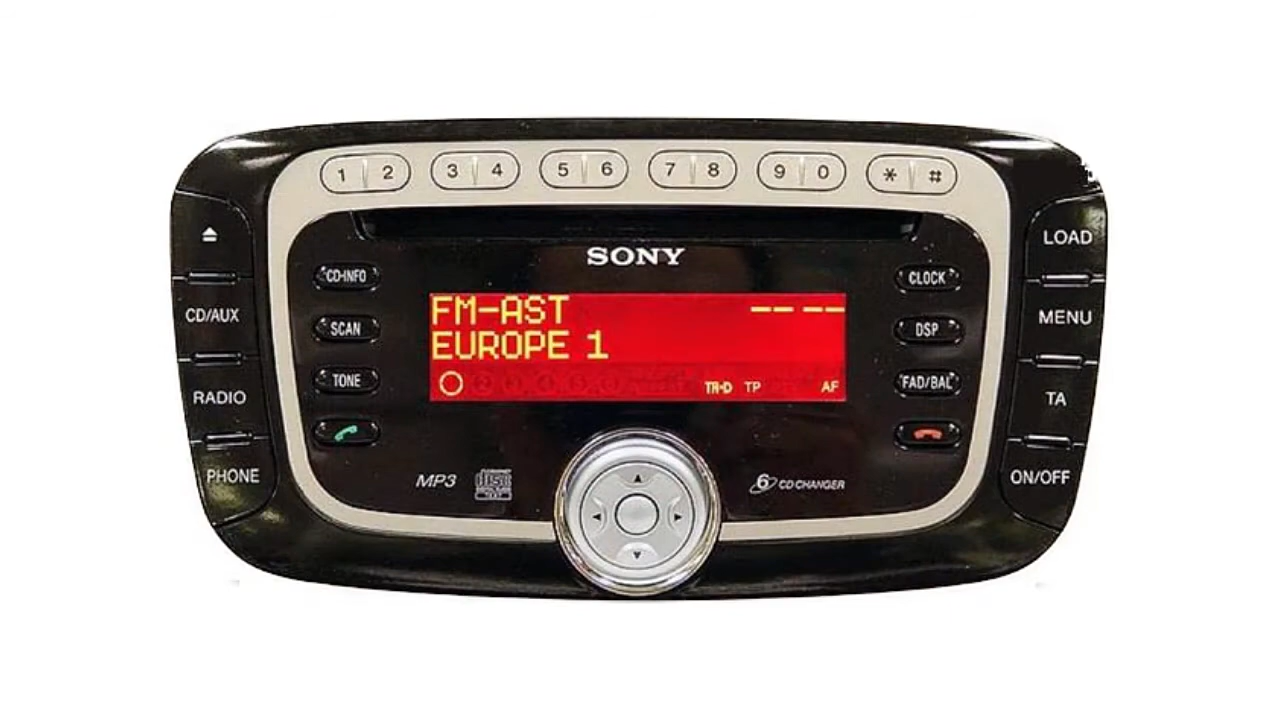 1 2 3 4 5 6 7 8 9 0 * #
LOAD
SONY
CD-INFO
CLOCK
FM-AST -- --
CD/AUX
MENU
SCAN
DSP
EUROPE 1
TONE
FAD/BAL
TR-D TP AF
RADIO
TA
PHONE
MP3
6 CD CHANGER
ON/OFF